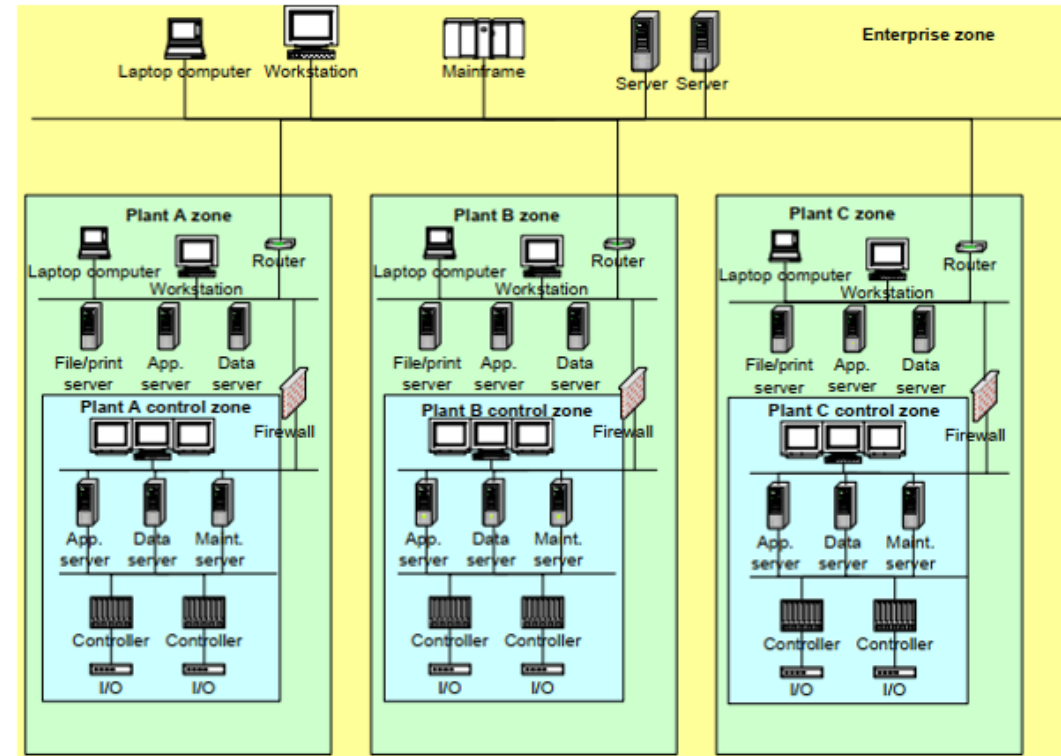 Enterprise zone
Laptop computer Workstation Mainframe Server Server
Plant A zone
Laptop computer Workstation Router
File/print server App. server Data server
Firewall
Plant A control zone
App. server Data server Maint. server
Controller Controller
I/O I/O
Plant B zone
Laptop computer Workstation Router
File/print server App. server Data server
Firewall
Plant B control zone
App. server Data server Maint. server
Controller Controller
I/O I/O
Plant C zone
Laptop computer Workstation Router
File/print server App. server Data server
Firewall
Plant C control zone
App. server Data server Maint. server
Controller Controller
I/O I/O